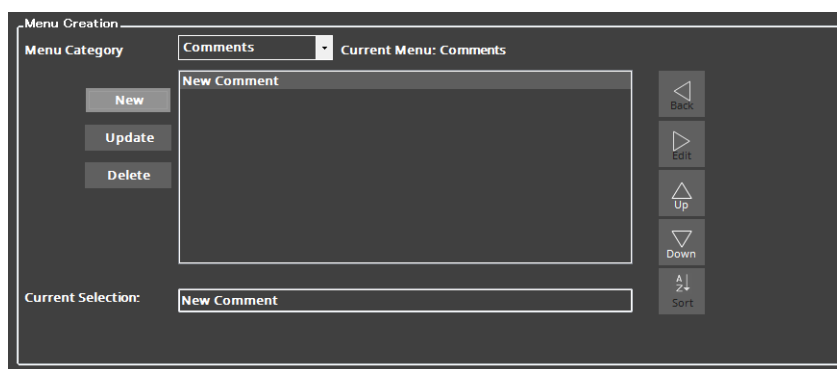 Menu Creation
Menu Category
Comments
Current Menu: Comments
New Comment
New
Update
Delete
Back
Edit
Up
Down
A
Z
Sort
Current Selection:
New Comment